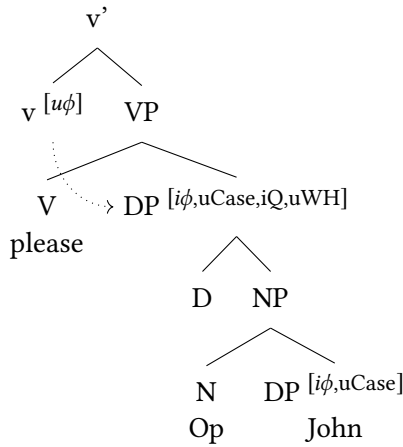 v’
v [uϕ] VP
V DP [iϕ,uCase,iQ,uWH]
please
D NP
N DP [iϕ,uCase]
Op John